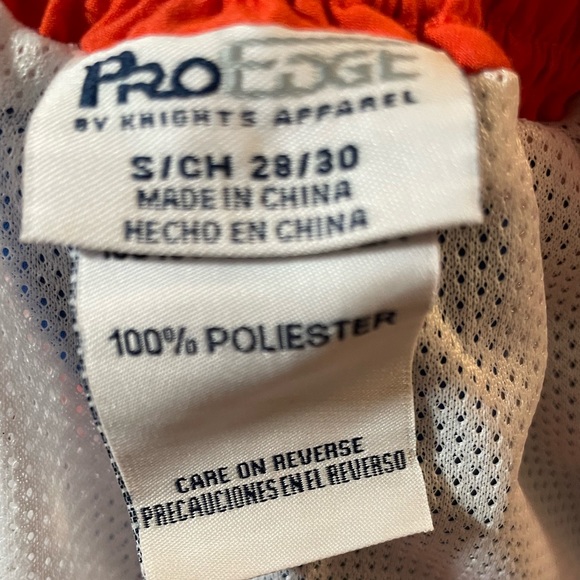 PROEDGE
BY KNIGHTS APPAREL
S/CH 28/30
MADE IN CHINA
HECHO EN CHINA
100% POLIESTER
CARE ON REVERSE
PRECAUCIONES EN EL REVERSO